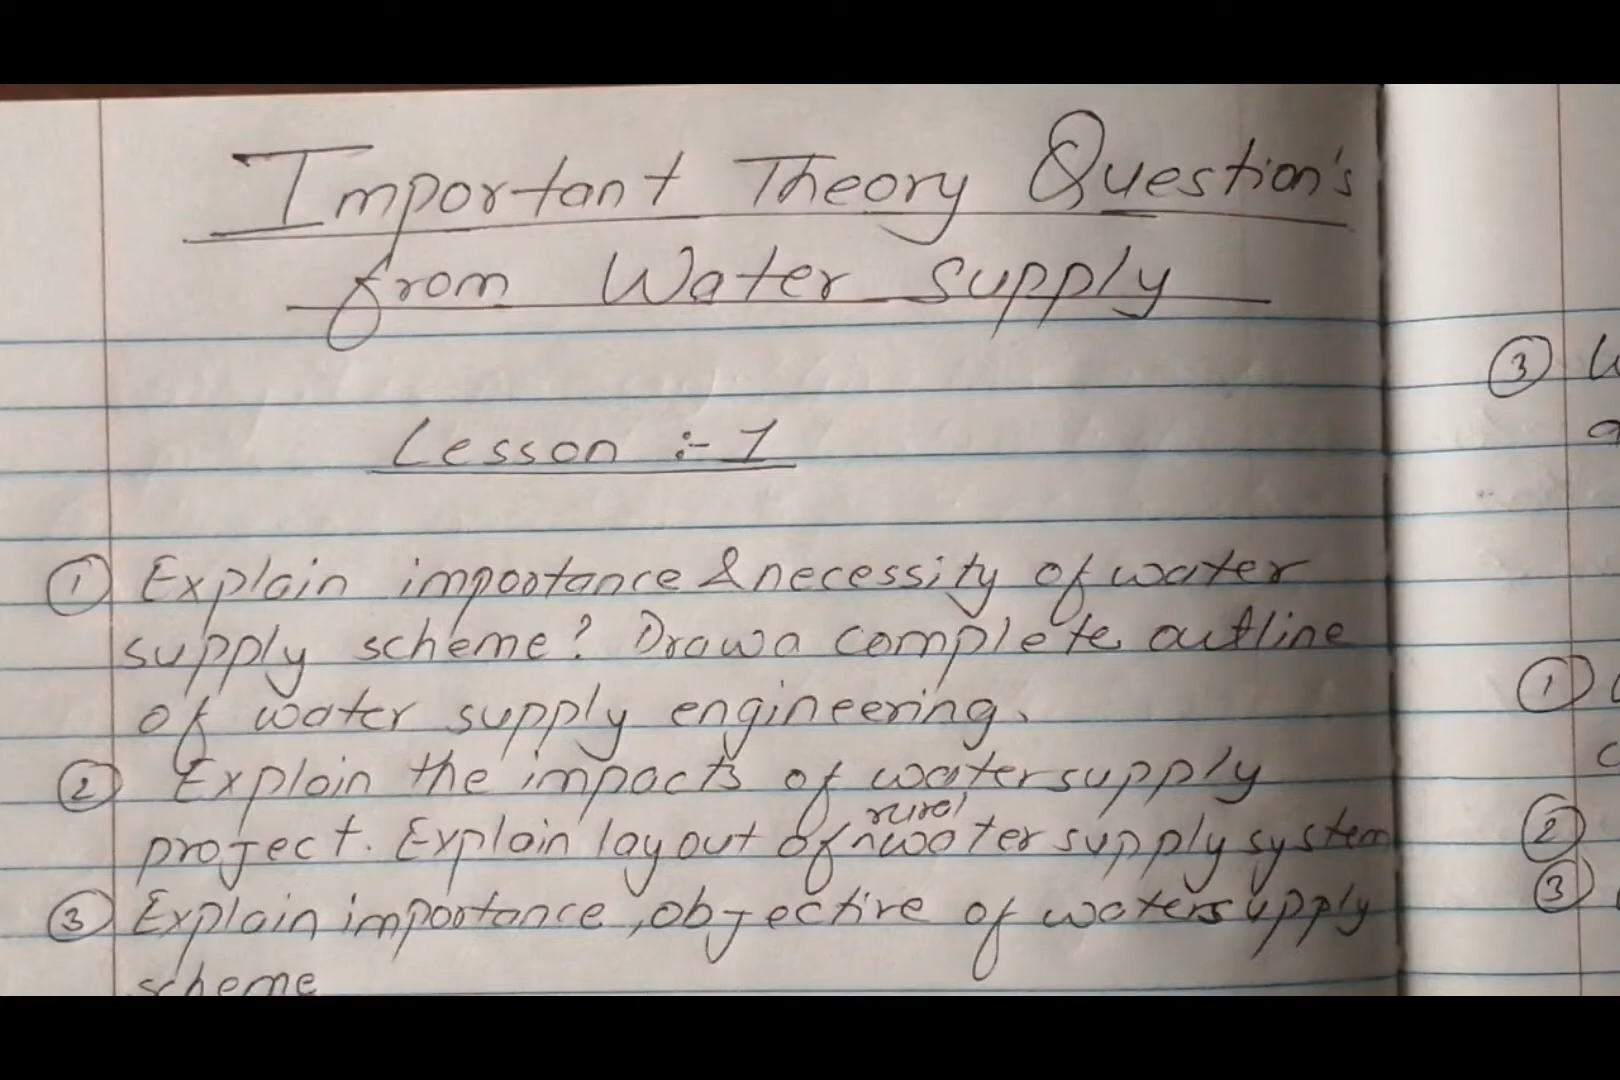 Important Theory Question's
from Water supply
Lesson :- 1
① Explain importance & necessity of water
supply scheme? Draw a complete outline
of water supply engineering.
② Explain the impacts of water supply
project. Explain layout of ^ rural water supply system
③ Explain importance, objective of water supply
scheme
③
①
②
③